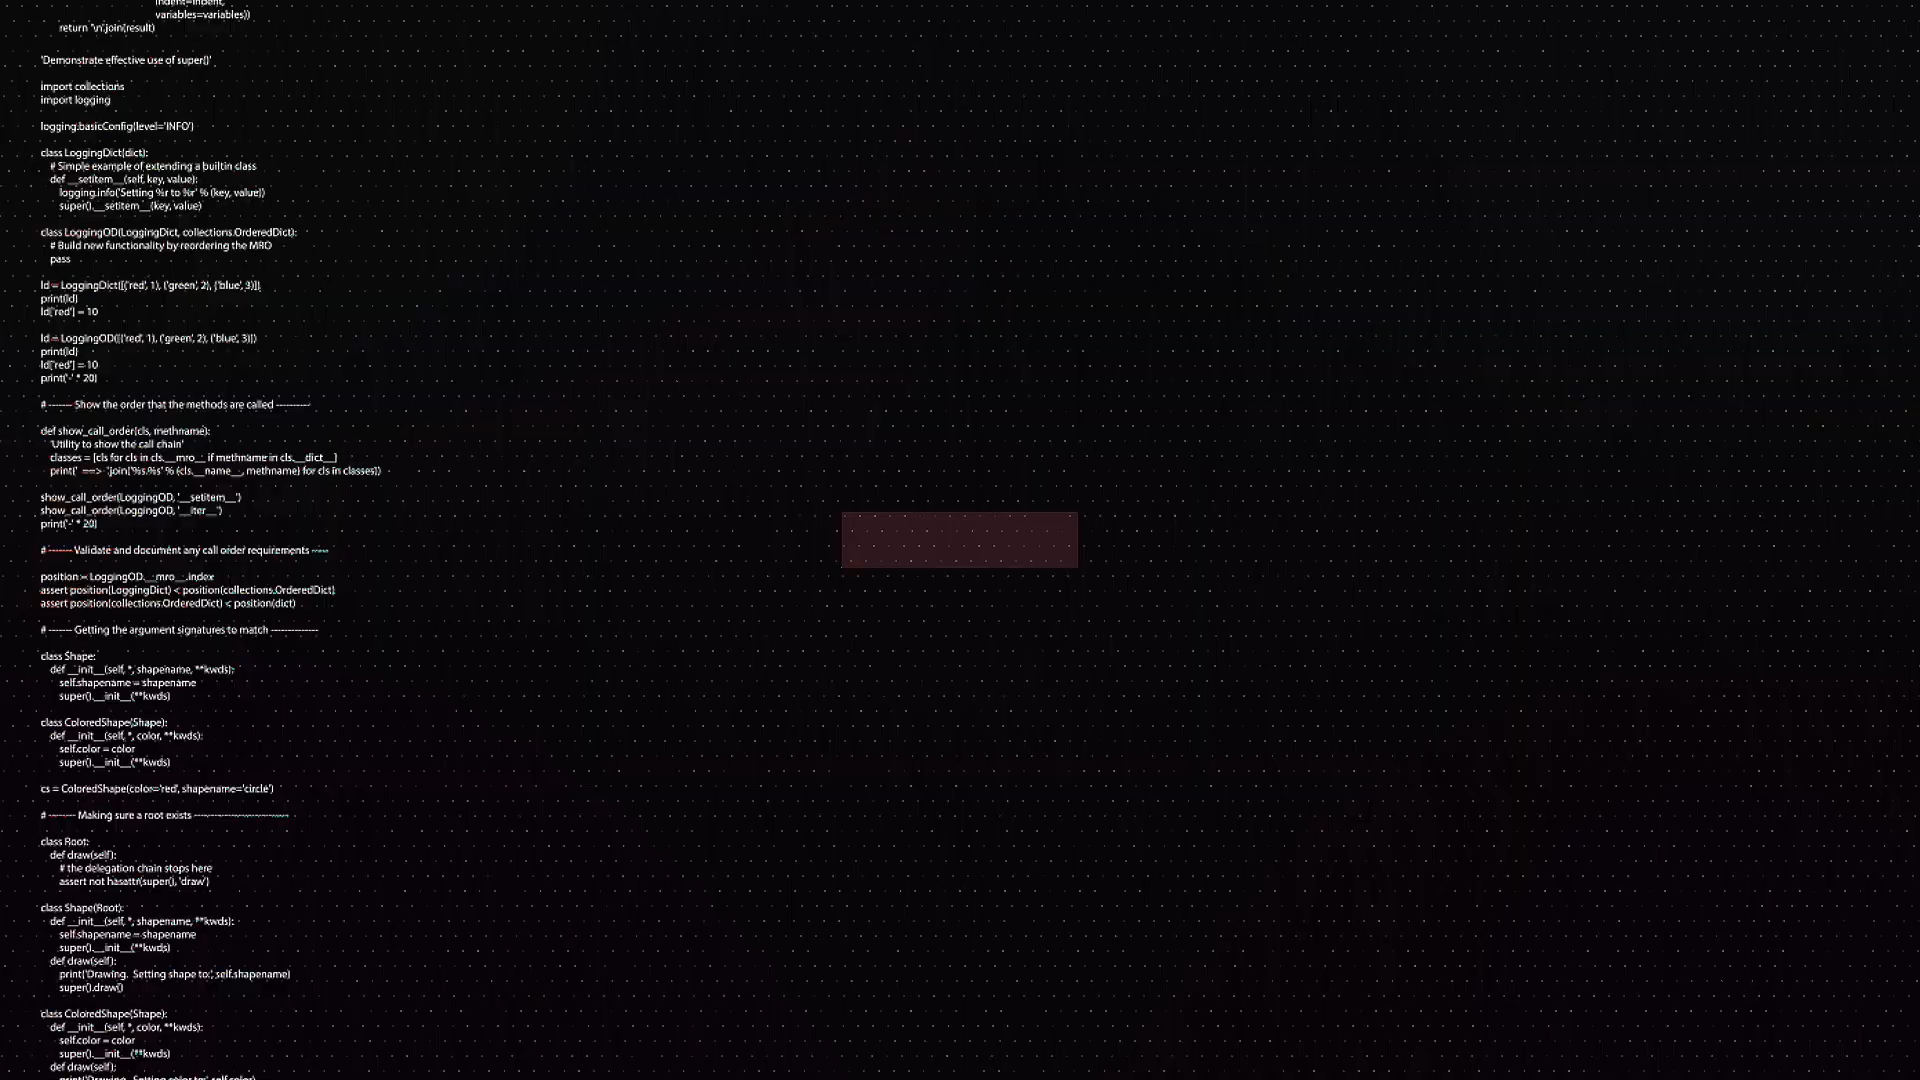 indent=indent,
variables=variables))
return '\n'.join(result)
'Demonstrate effective use of super()'
import collections
import logging
logging.basicConfig(level='INFO')
class LoggingDict(dict):
# Simple example of extending a builtin class
def __setitem__(self, key, value):
logging.info('Setting %r to %r' % (key, value))
super().__setitem__(key, value)
class LoggingOD(LoggingDict, collections.OrderedDict):
# Build new functionality by reordering the MRO
pass
ld = LoggingDict([('red', 1), ('green', 2), ('blue', 3)])
print(ld)
ld['red'] = 10
ld = LoggingOD([('red', 1), ('green', 2), ('blue', 3)])
print(ld)
ld['red'] = 10
print('-' * 20)
# ------- Show the order that the methods are called ----------
def show_call_order(cls, methname):
'Utility to show the call chain'
classes = [cls for cls in cls.__mro__ if methname in cls.__dict__]
print(' ==> '.join('%s.%s' % (cls.__name__, methname) for cls in classes))
show_call_order(LoggingOD, '__setitem__')
show_call_order(LoggingOD, '__iter__')
print('-' * 20)
# ------- Validate and document any call order requirements -----
position = LoggingOD.__mro__.index
assert position(LoggingDict) < position(collections.OrderedDict)
assert position(collections.OrderedDict) < position(dict)
# ------- Getting the argument signatures to match --------------
class Shape:
def __init__(self, *, shapename, **kwds):
self.shapename = shapename
super().__init__(**kwds)
class ColoredShape(Shape):
def __init__(self, *, color, **kwds):
self.color = color
super().__init__(**kwds)
cs = ColoredShape(color='red', shapename='circle')
# -------- Making sure a root exists ----------------------------
class Root:
def draw(self):
# the delegation chain stops here
assert not hasattr(super(), 'draw')
class Shape(Root):
def __init__(self, *, shapename, **kwds):
self.shapename = shapename
super().__init__(**kwds)
def draw(self):
print('Drawing.  Setting shape to:', self.shapename)
super().draw()
class ColoredShape(Shape):
def __init__(self, *, color, **kwds):
self.color = color
super().__init__(**kwds)
def draw(self):
print('Drawing.  Setting color to:', self.color)